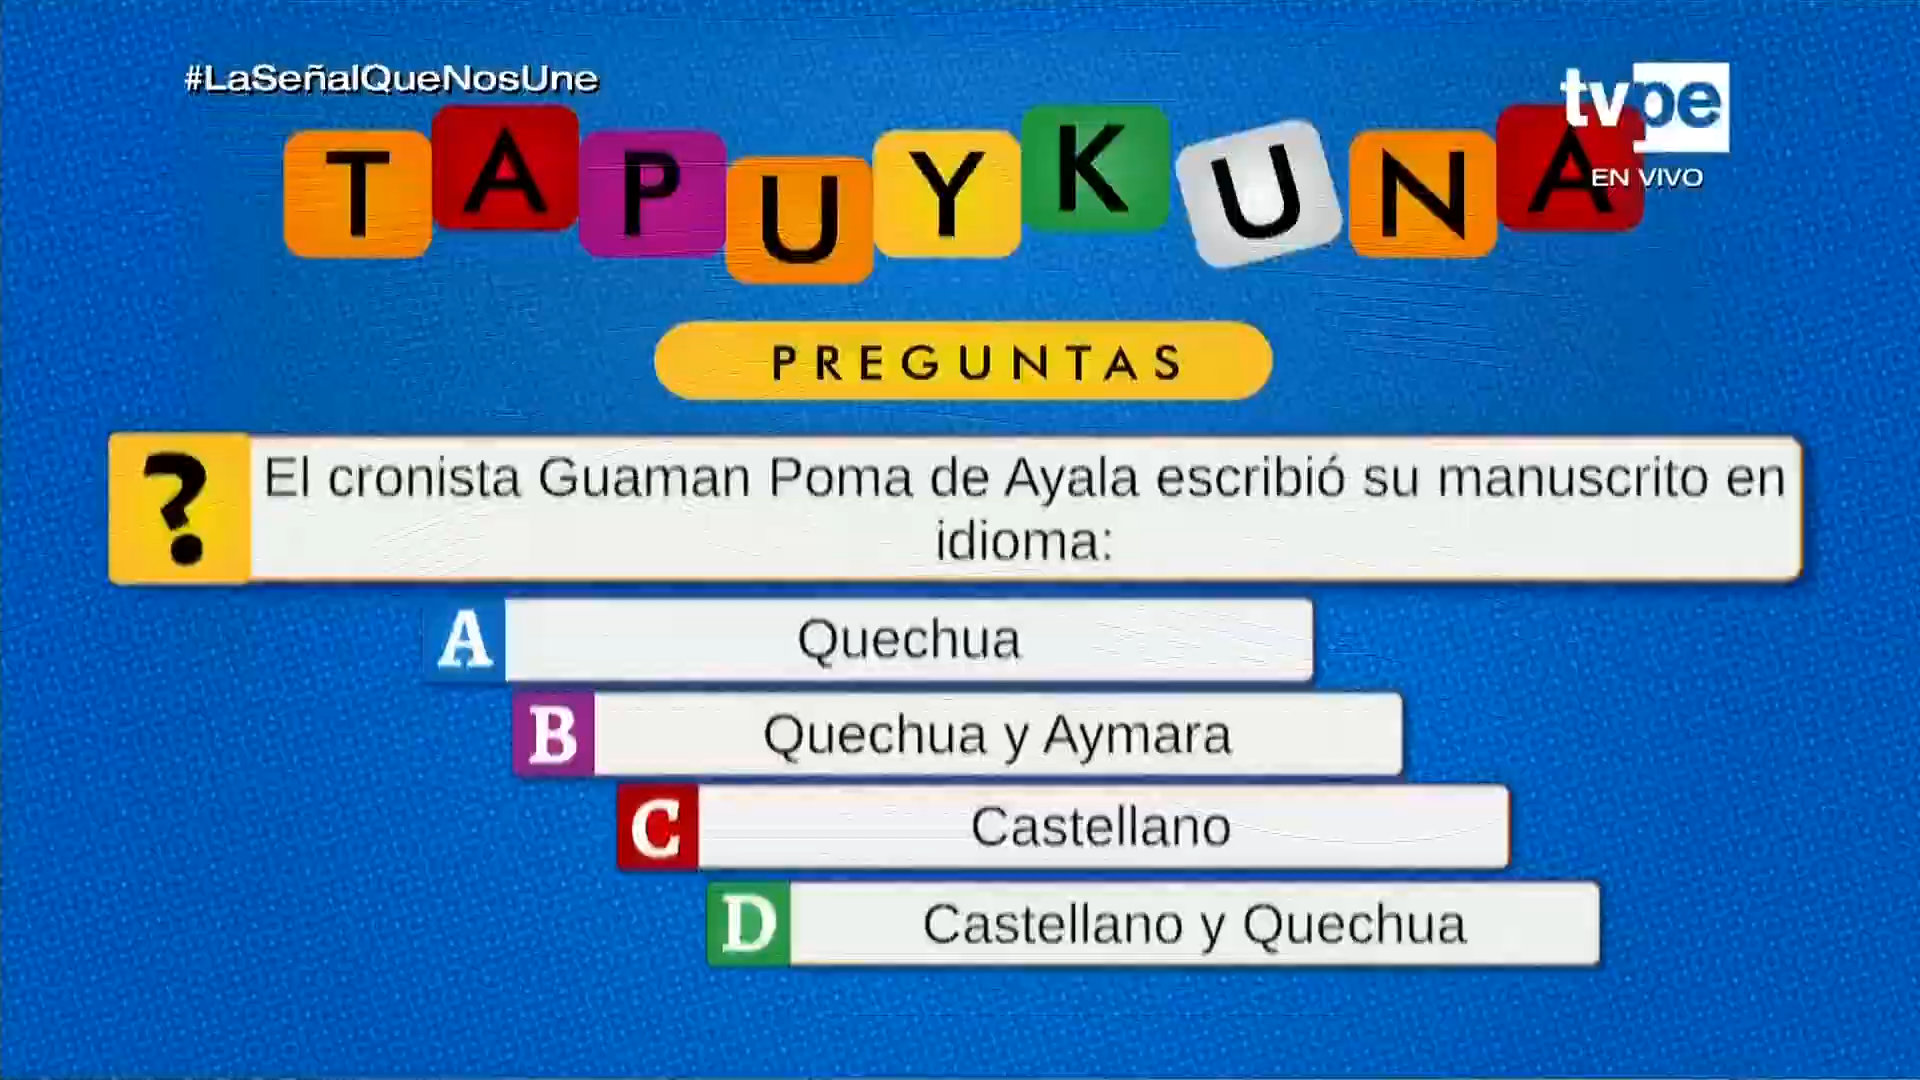 #LaSeñalQueNosUne
tvpe
EN VIVO
TAPUYKUNA
PREGUNTAS
? El cronista Guaman Poma de Ayala escribió su manuscrito en
idioma:
A Quechua
B Quechua y Aymara
C Castellano
D Castellano y Quechua